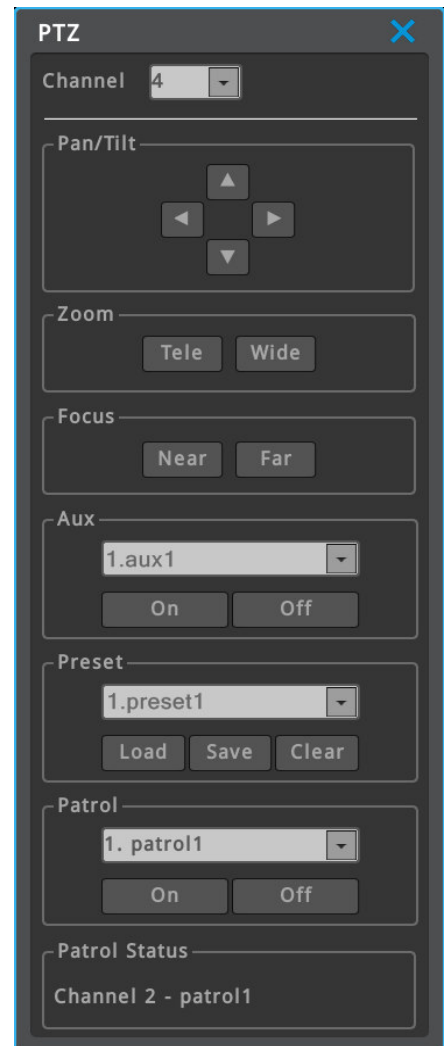 PTZ
Channel 4
Pan/Tilt
Zoom
Tele Wide
Focus
Near Far
Aux
1.aux1
On Off
Preset
1.preset1
Load Save Clear
Patrol
1. patrol1
On Off
Patrol Status
Channel 2 - patrol1